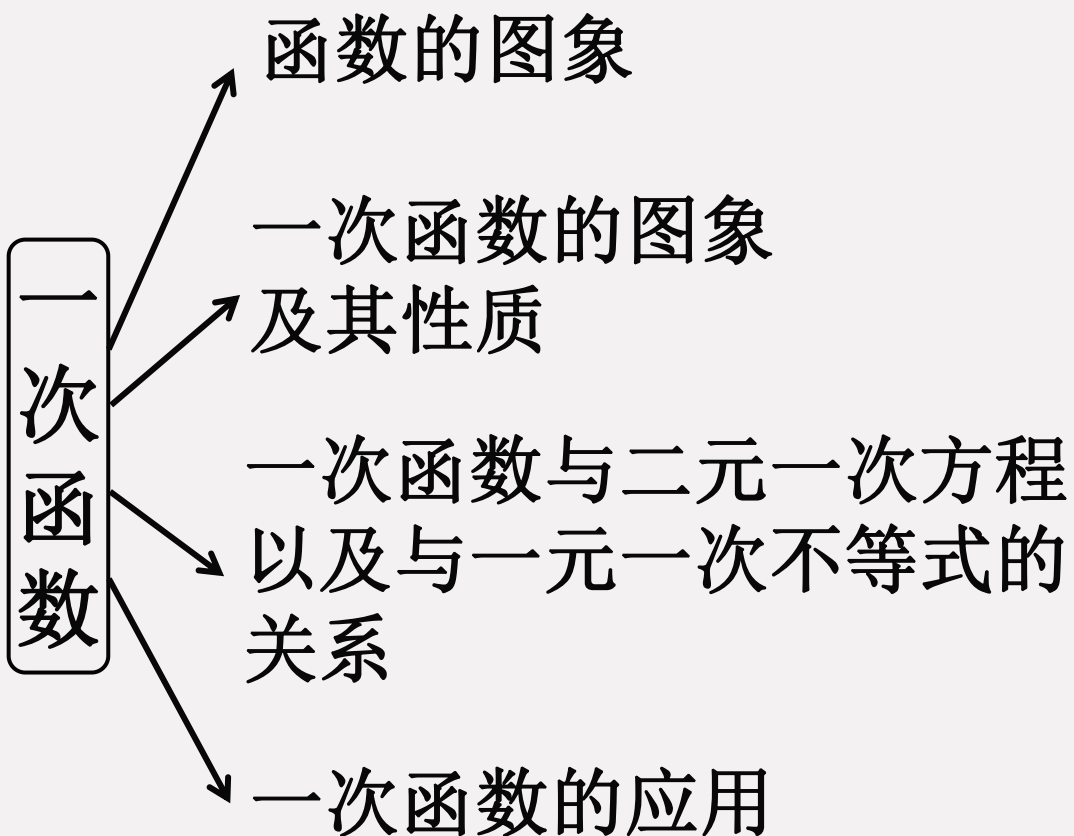 一次函数
函数的图象
一次函数的图象
及其性质
一次函数与二元一次方程
以及与一元一次不等式的
关系
一次函数的应用